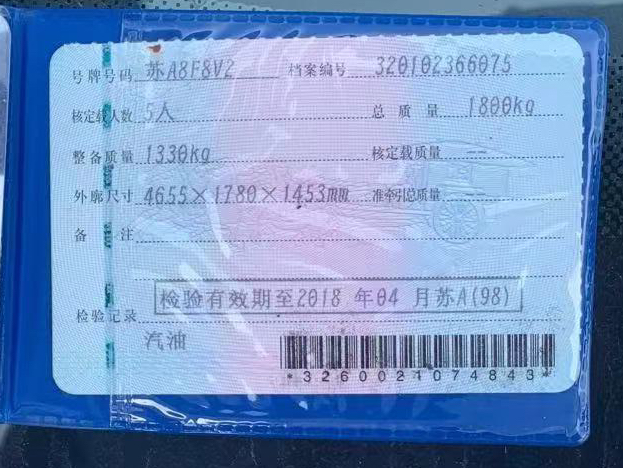 号牌号码 苏A8F8V2 档案编号 320102366075
核定载人数 5人 总质量 1800kg
整备质量 1330kg 核定载质量 --
外廓尺寸 4655×1780×1453mm 准牵引总质量 --
备注
检验记录 检验有效期至2018 年04 月苏A(98)
汽油
*3260021074843*